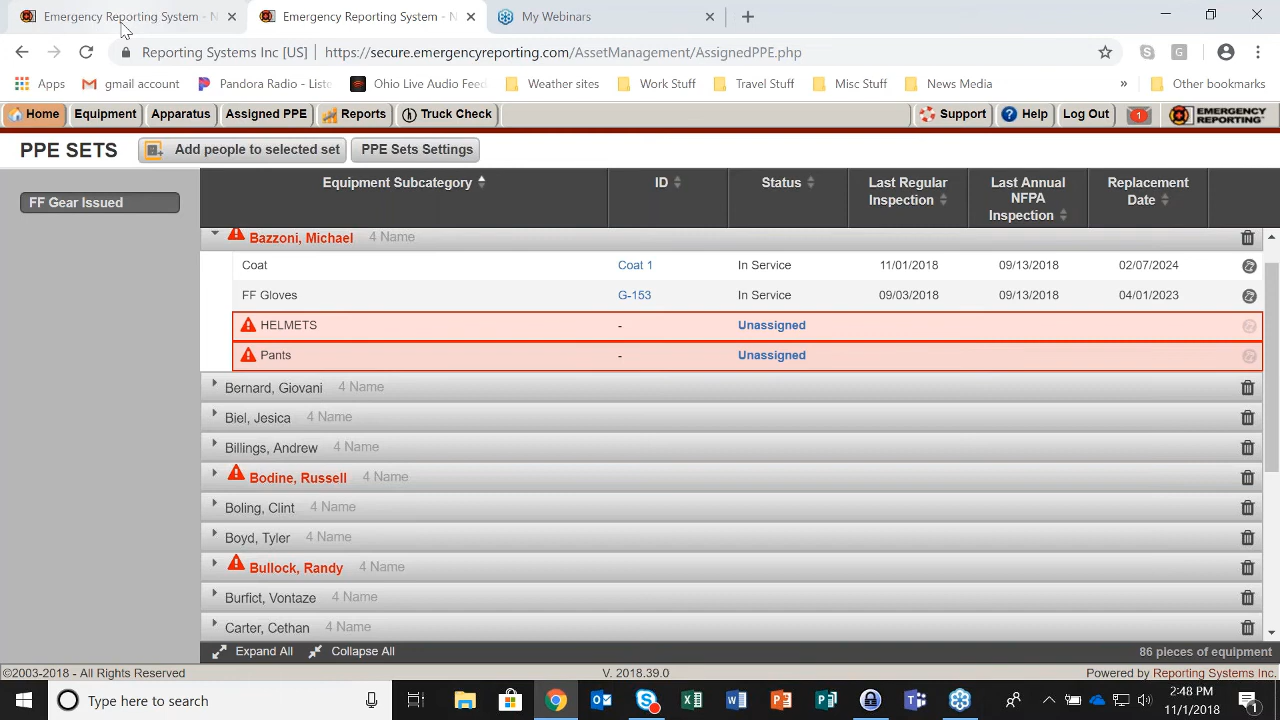 Emergency Reporting System - N
Emergency Reporting System - N
My Webinars
Reporting Systems Inc [US] | https://secure.emergencyreporting.com/AssetManagement/AssignedPPE.php
Apps
gmail account
Pandora Radio - Liste
Ohio Live Audio Feed
Weather sites
Work Stuff
Travel Stuff
Misc Stuff
News Media
»
Other bookmarks
Home
Equipment
Apparatus
Assigned PPE
Reports
Truck Check
Support
Help
Log Out
1
EMERGENCY REPORTING
PPE SETS
Add people to selected set
PPE Sets Settings
FF Gear Issued
Equipment Subcategory
ID
Status
Last Regular Inspection
Last Annual NFPA Inspection
Replacement Date
Bazzoni, Michael 4 Name
Coat Coat 1 In Service 11/01/2018 09/13/2018 02/07/2024
FF Gloves G-153 In Service 09/03/2018 09/13/2018 04/01/2023
HELMETS - Unassigned
Pants - Unassigned
Bernard, Giovani 4 Name
Biel, Jesica 4 Name
Billings, Andrew 4 Name
Bodine, Russell 4 Name
Boling, Clint 4 Name
Boyd, Tyler 4 Name
Bullock, Randy 4 Name
Burfict, Vontaze 4 Name
Carter, Cethan 4 Name
Expand All
Collapse All
86 pieces of equipment
©2003-2018 - All Rights Reserved
V. 2018.39.0
Powered by Reporting Systems Inc.
Type here to search
2:48 PM
11/1/2018
1